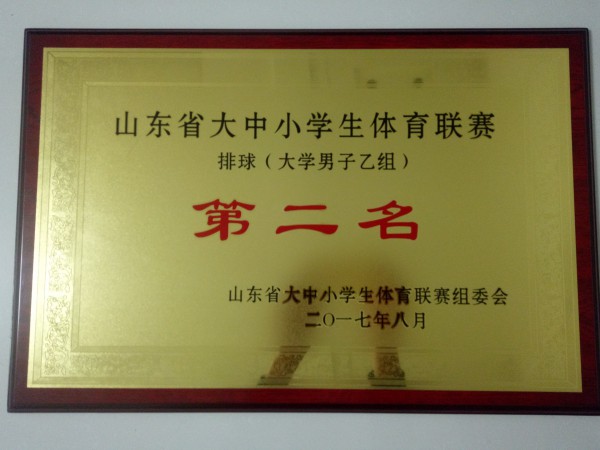 山东省大中小学生体育联赛
排球（大学男子乙组）
第二名
山东省大中小学生体育联赛组委会
二〇一七年八月